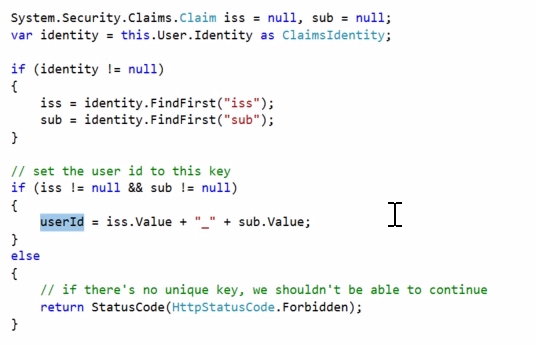 System.Security.Claims.Claim iss = null, sub = null;
var identity = this.User.Identity as ClaimsIdentity;
if (identity != null)
{
iss = identity.FindFirst("iss");
sub = identity.FindFirst("sub");
}
// set the user id to this key
if (iss != null && sub != null)
{
userId = iss.Value + "_" + sub.Value;
}
else
{
// if there's no unique key, we shouldn't be able to continue
return StatusCode(HttpStatusCode.Forbidden);
}